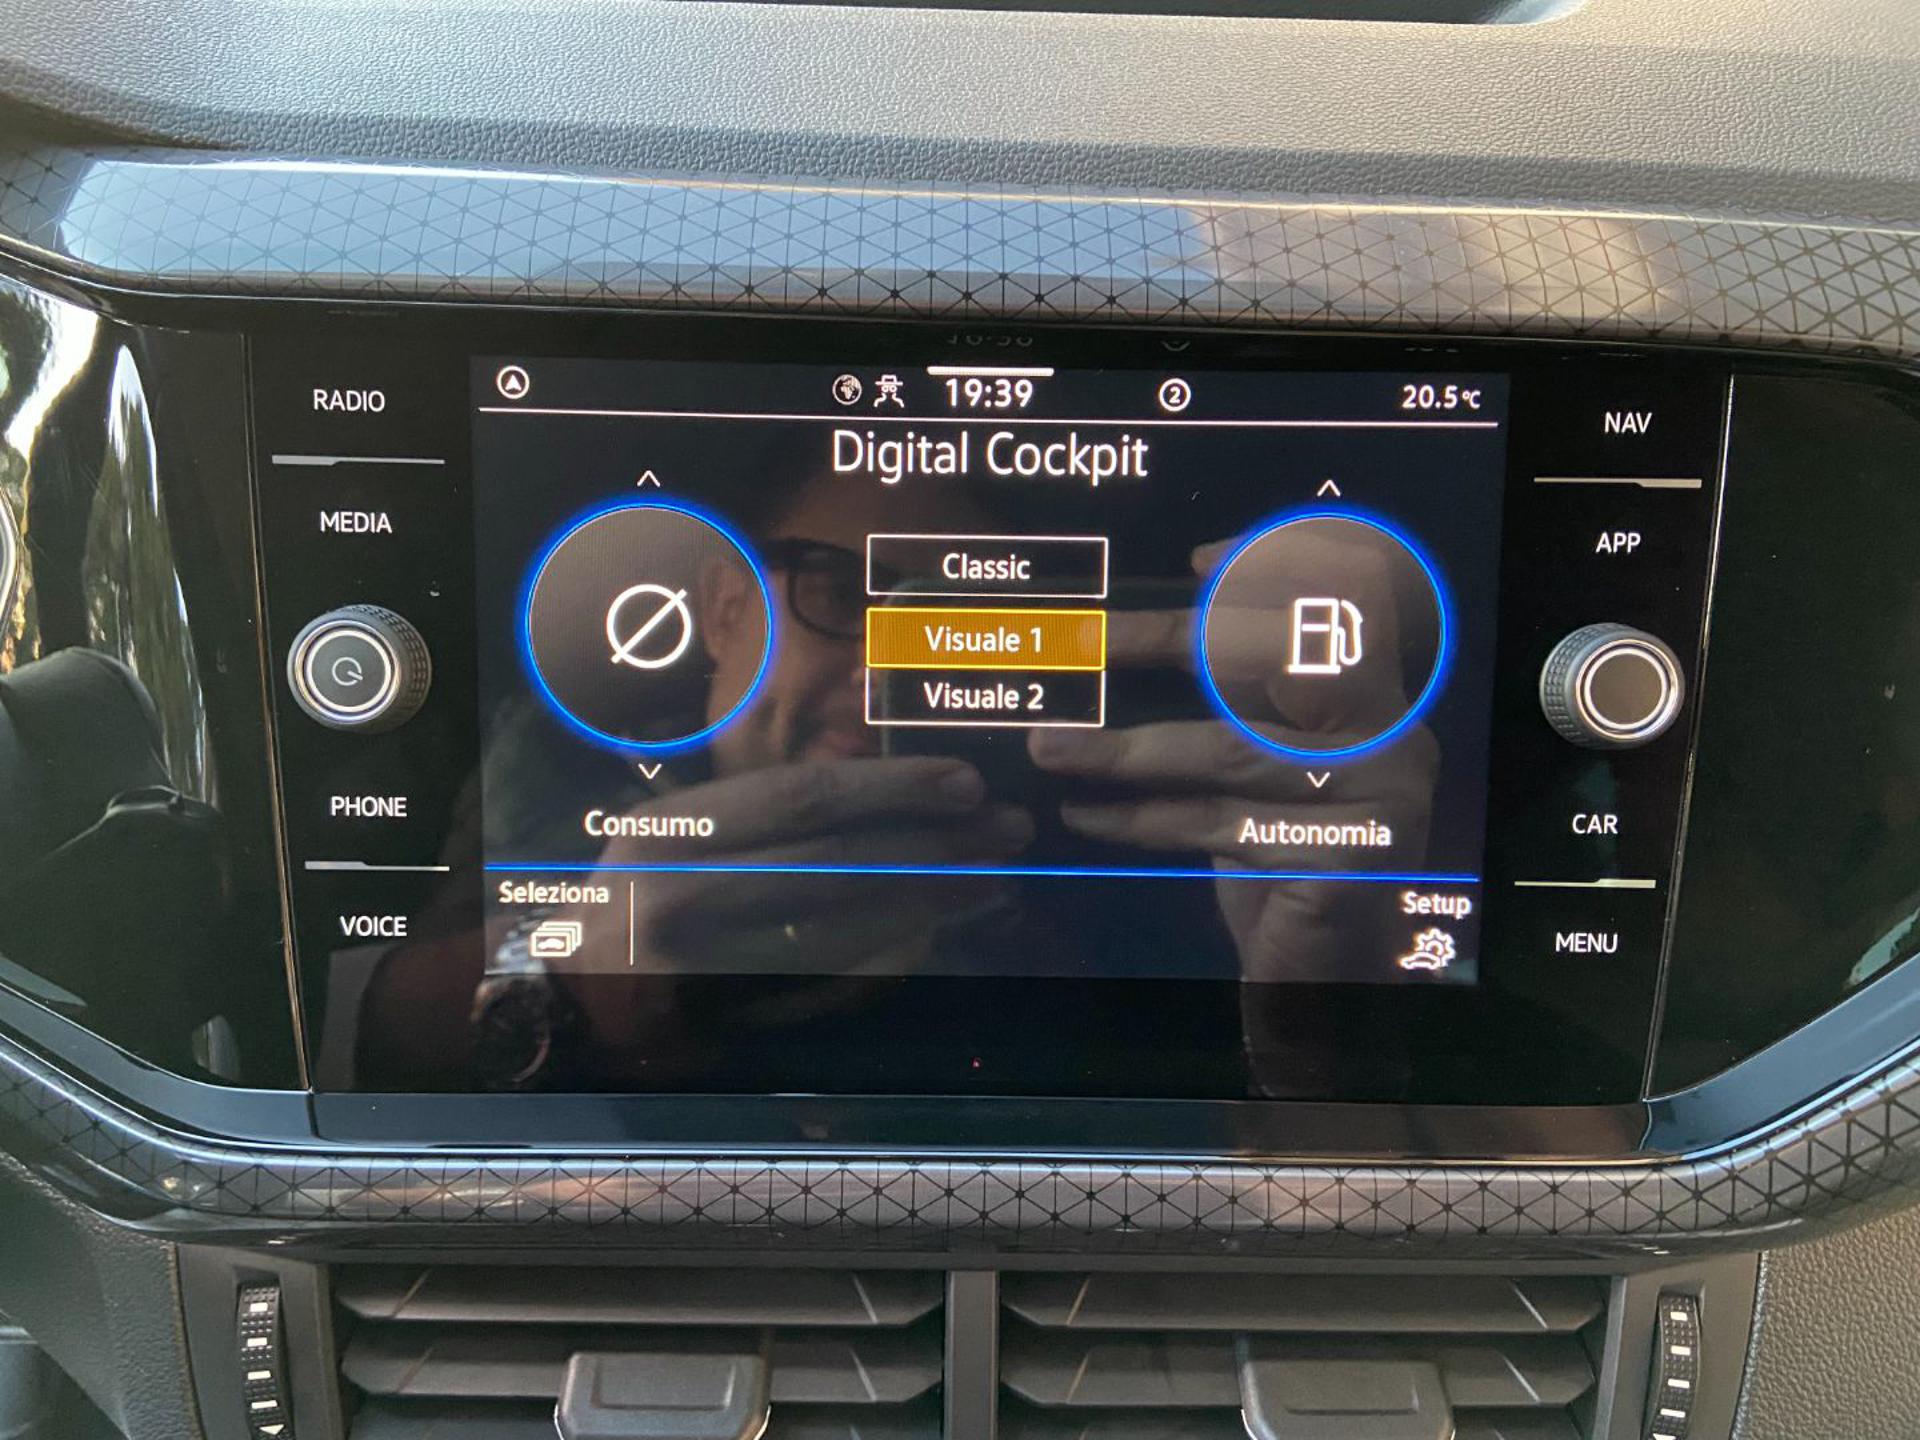 19:39
2
20.5°C
RADIO
MEDIA
PHONE
VOICE
Digital Cockpit
Classic
Visuale 1
Visuale 2
Consumo
Autonomia
Seleziona
Setup
NAV
APP
CAR
MENU